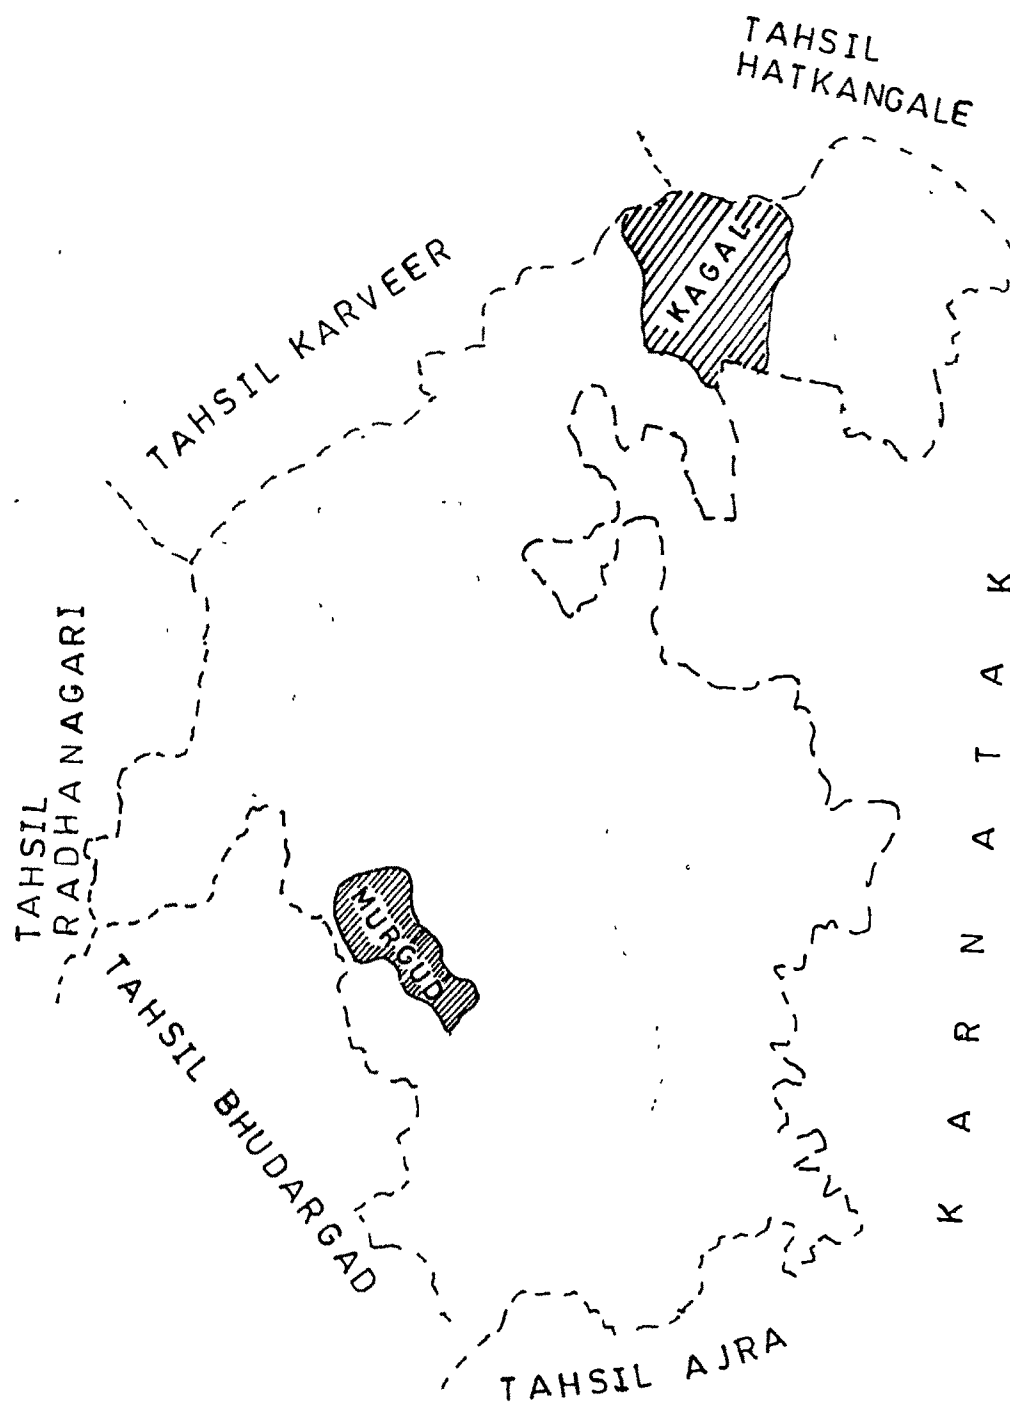 TAHSIL
HATKANGALE
KAGAL
TAHSIL KARVEER
TAHSIL
RADHANAGARI
MURGUD
TAHSIL BHUDARGAD
TAHSIL AJRA
KARNATAK